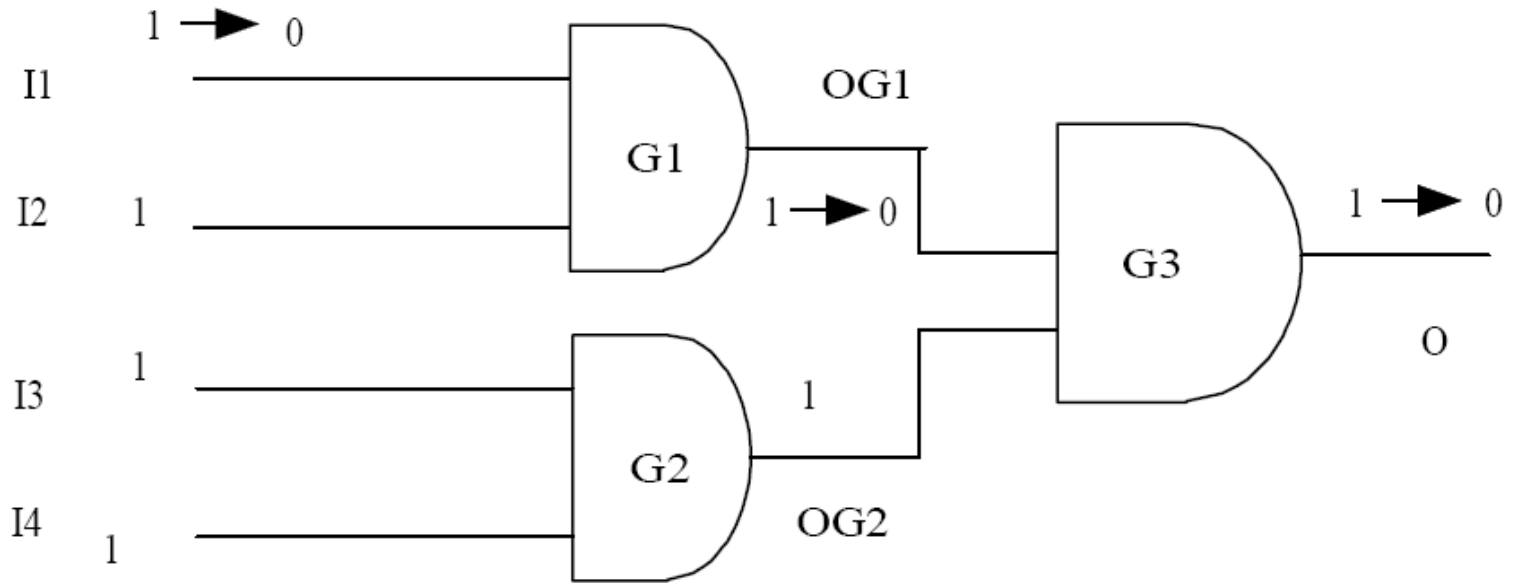 1 → 0
I1
OG1
G1
1 → 0
I2 1
1 → 0
G3
O
I3 1
1
G2
I4 1
OG2